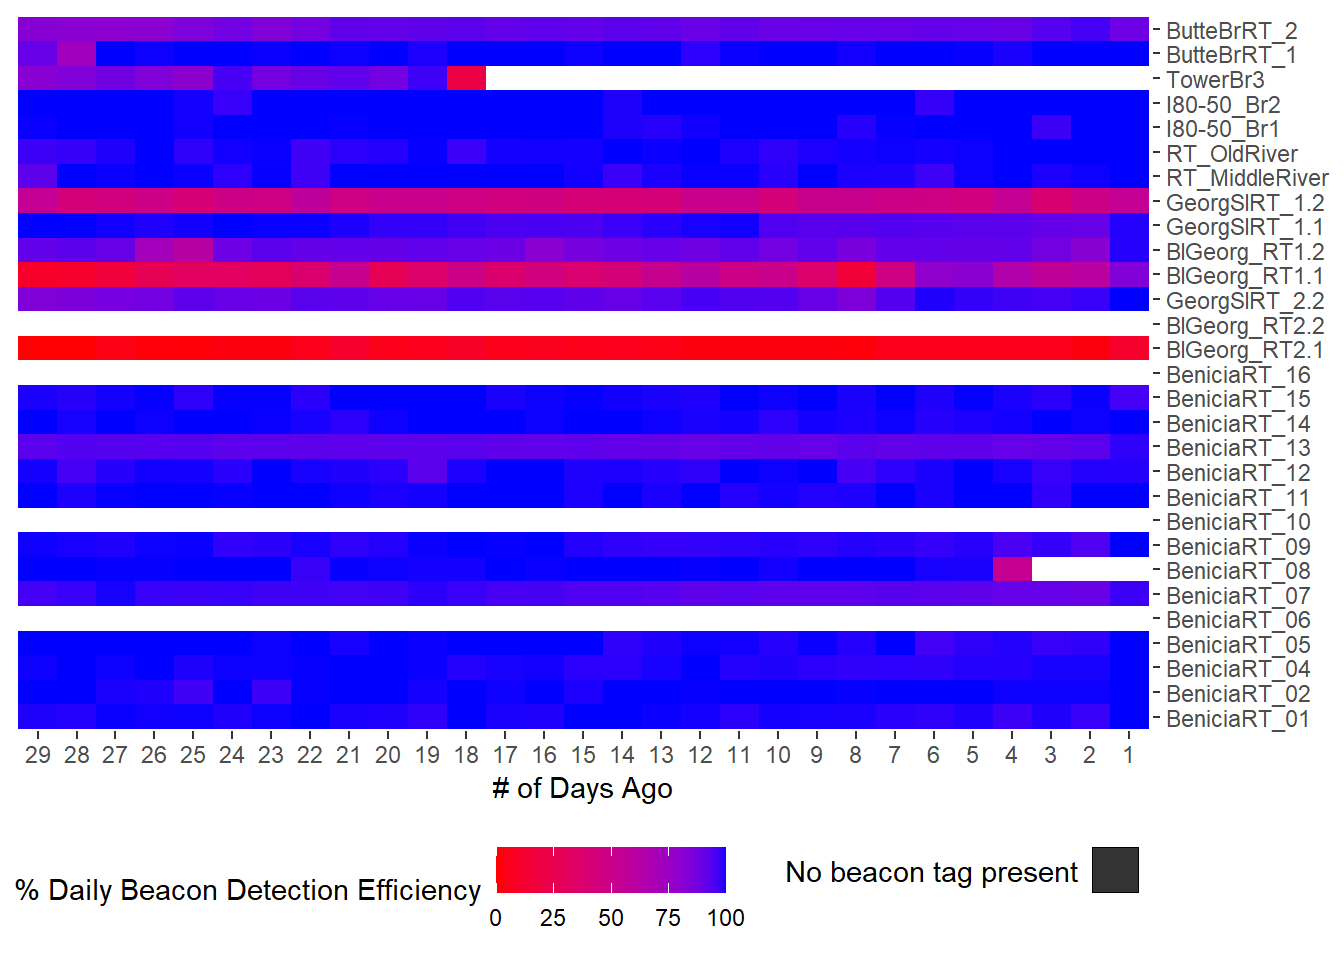 ButteBrRT_2
ButteBrRT_1
TowerBr3
I80-50_Br2
I80-50_Br1
RT_OldRiver
RT_MiddleRiver
GeorgSlRT_1.2
GeorgSlRT_1.1
BlGeorg_RT1.2
BlGeorg_RT1.1
GeorgSlRT_2.2
BlGeorg_RT2.2
BlGeorg_RT2.1
BeniciaRT_16
BeniciaRT_15
BeniciaRT_14
BeniciaRT_13
BeniciaRT_12
BeniciaRT_11
BeniciaRT_10
BeniciaRT_09
BeniciaRT_08
BeniciaRT_07
BeniciaRT_06
BeniciaRT_05
BeniciaRT_04
BeniciaRT_02
BeniciaRT_01
29 28 27 26 25 24 23 22 21 20 19 18 17 16 15 14 13 12 11 10 9 8 7 6 5 4 3 2 1
# of Days Ago
% Daily Beacon Detection Efficiency
0 25 50 75 100
No beacon tag present